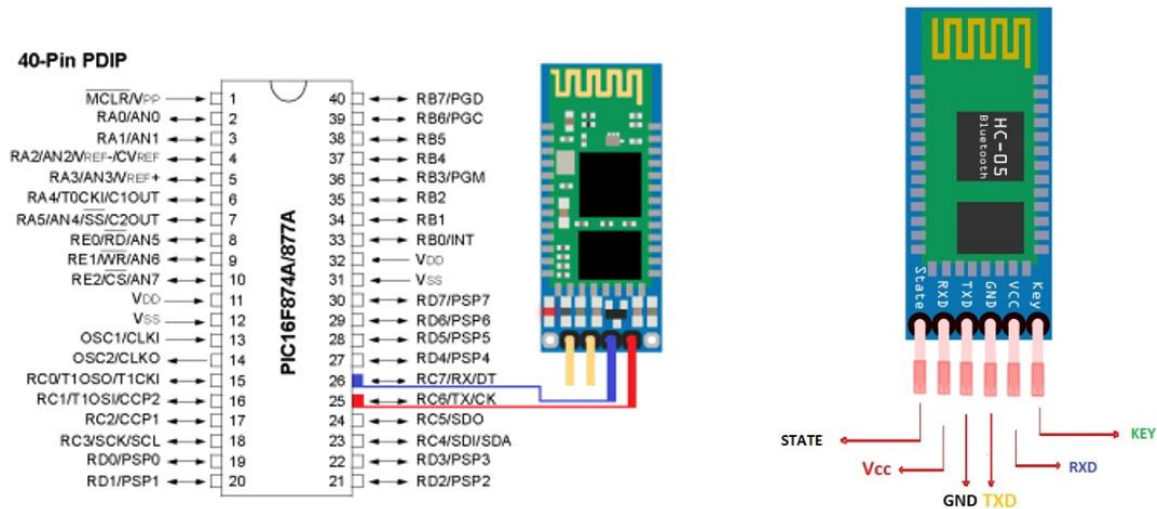 40-Pin PDIP
MCLR/VPP
RA0/AN0
RA1/AN1
RA2/AN2/VREF-/CVREF
RA3/AN3/VREF+
RA4/T0CKI/C1OUT
RA5/AN4/SS/C2OUT
RE0/RD/AN5
RE1/WR/AN6
RE2/CS/AN7
VDD
VSS
OSC1/CLKI
OSC2/CLKO
RC0/T1OSO/T1CKI
RC1/T1OSI/CCP2
RC2/CCP1
RC3/SCK/SCL
RD0/PSP0
RD1/PSP1
1
2
3
4
5
6
7
8
9
10
11
12
13
14
15
16
17
18
19
20
PIC16F874A/877A
40
39
38
37
36
35
34
33
32
31
30
29
28
27
26
25
24
23
22
21
RB7/PGD
RB6/PGC
RB5
RB4
RB3/PGM
RB2
RB1
RB0/INT
VDD
VSS
RD7/PSP7
RD6/PSP6
RD5/PSP5
RD4/PSP4
RC7/RX/DT
RC6/TX/CK
RC5/SDO
RC4/SDI/SDA
RD3/PSP3
RD2/PSP2
HC-05
Bluetooth
State
RXD
TXD
GND
VCC
Key
STATE
KEY
Vcc
RXD
GND TXD